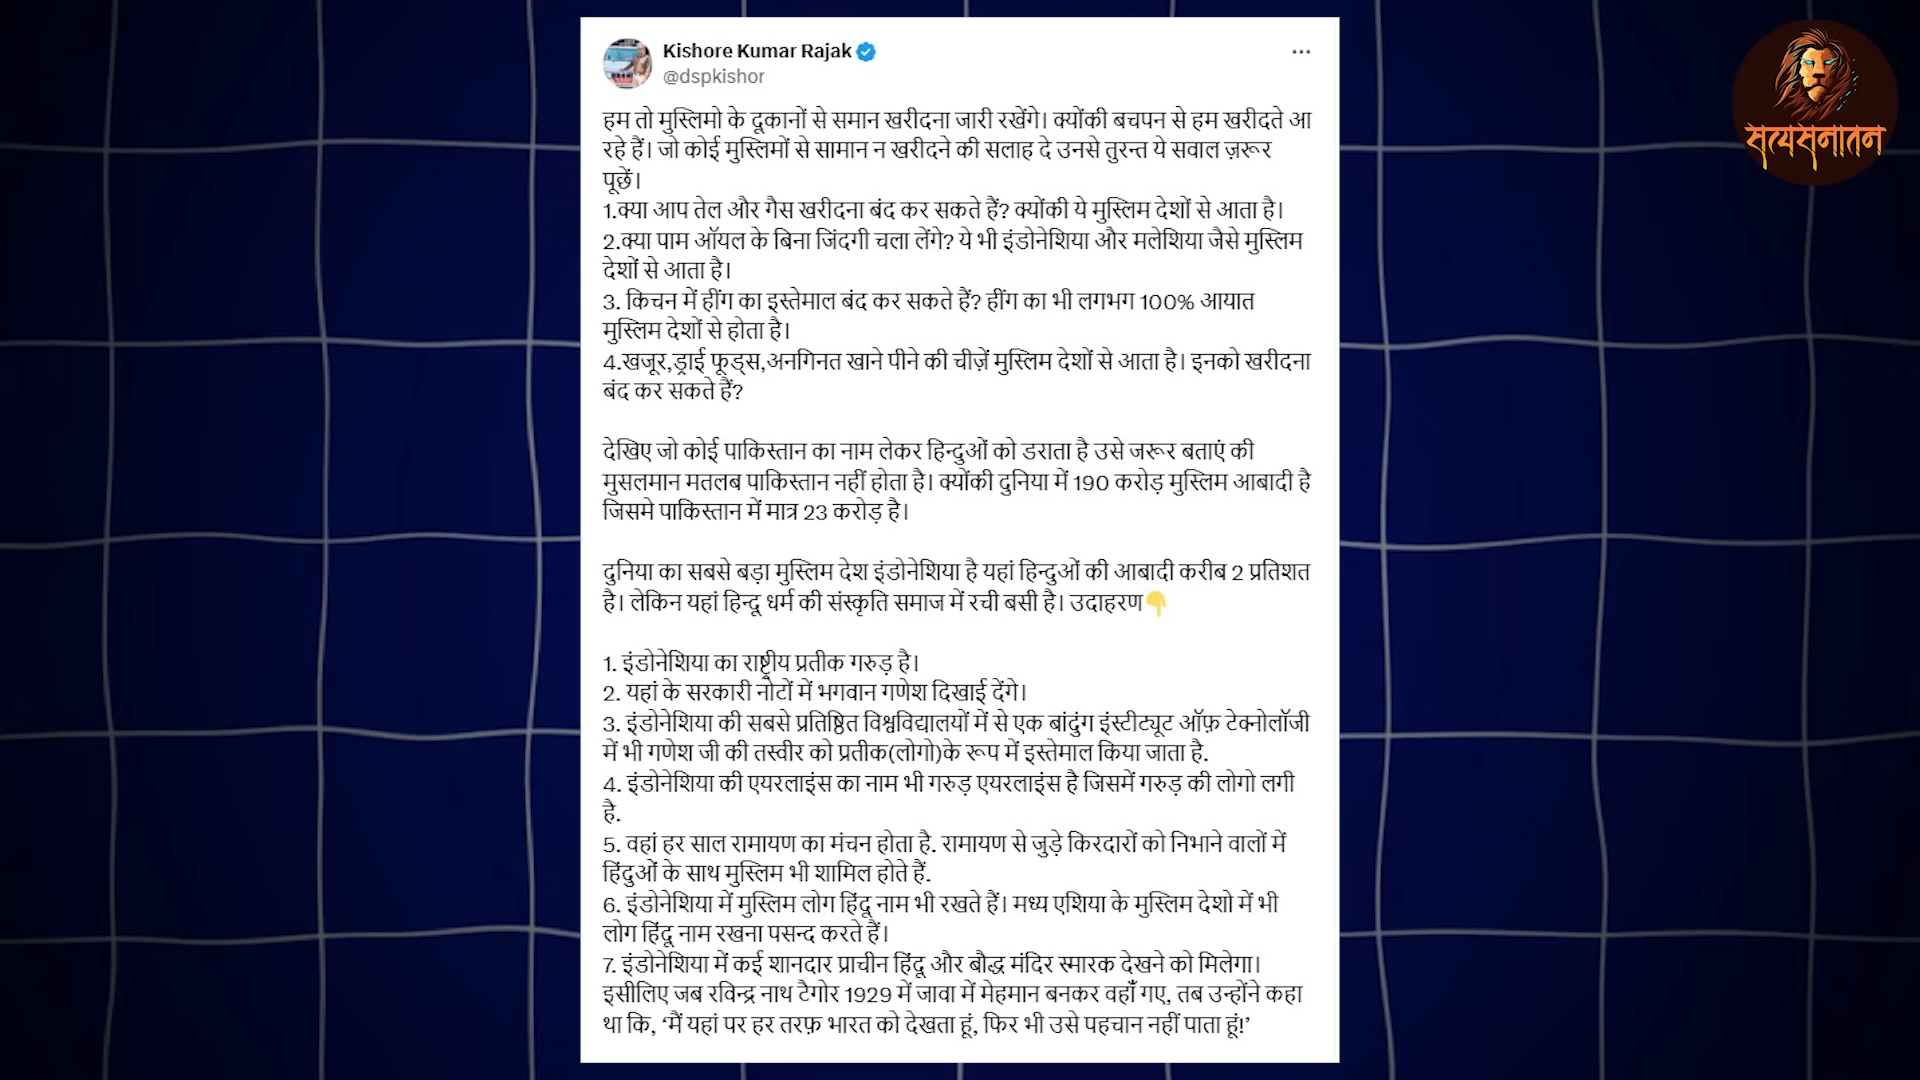 Kishore Kumar Rajak
@dspkishor
सत्यसनातन
हम तो मुस्लिमो के दूकानों से समान खरीदना जारी रखेंगे। क्योंकी बचपन से हम खरीदते आ
रहे हैं। जो कोई मुस्लिमों से सामान न खरीदने की सलाह दे उनसे तुरन्त ये सवाल ज़रूर
पूछें।
1.क्या आप तेल और गैस खरीदना बंद कर सकते हैं? क्योंकी ये मुस्लिम देशों से आता है।
2.क्या पाम ऑयल के बिना जिंदगी चला लेंगे? ये भी इंडोनेशिया और मलेशिया जैसे मुस्लिम
देशों से आता है।
3. किचन में हींग का इस्तेमाल बंद कर सकते हैं? हींग का भी लगभग 100% आयात
मुस्लिम देशों से होता है।
4.खजूर,ड्राई फूड्स,अनगिनत खाने पीने की चीज़ें मुस्लिम देशों से आता है। इनको खरीदना
बंद कर सकते हैं?
देखिए जो कोई पाकिस्तान का नाम लेकर हिन्दुओं को डराता है उसे जरूर बताएं की
मुसलमान मतलब पाकिस्तान नहीं होता है। क्योंकी दुनिया में 190 करोड़ मुस्लिम आबादी है
जिसमे पाकिस्तान में मात्र 23 करोड़ है।
दुनिया का सबसे बड़ा मुस्लिम देश इंडोनेशिया है यहां हिन्दुओं की आबादी करीब 2 प्रतिशत
है। लेकिन यहां हिन्दू धर्म की संस्कृति समाज में रची बसी है। उदाहरण👇
1. इंडोनेशिया का राष्ट्रीय प्रतीक गरुड़ है।
2. यहां के सरकारी नोटों में भगवान गणेश दिखाई देंगे।
3. इंडोनेशिया की सबसे प्रतिष्ठित विश्वविद्यालयों में से एक बांदुंग इंस्टीट्यूट ऑफ़ टेक्नोलॉजी
में भी गणेश जी की तस्वीर को प्रतीक(लोगो)के रूप में इस्तेमाल किया जाता है.
4. इंडोनेशिया की एयरलाइंस का नाम भी गरुड़ एयरलाइंस है जिसमें गरुड़ की लोगो लगी
है.
5. वहां हर साल रामायण का मंचन होता है. रामायण से जुड़े किरदारों को निभाने वालों में
हिंदुओं के साथ मुस्लिम भी शामिल होते हैं.
6. इंडोनेशिया में मुस्लिम लोग हिंदू नाम भी रखते हैं। मध्य एशिया के मुस्लिम देशो में भी
लोग हिंदू नाम रखना पसन्द करते हैं।
7. इंडोनेशिया में कई शानदार प्राचीन हिंदू और बौद्ध मंदिर स्मारक देखने को मिलेगा।
इसीलिए जब रविन्द्र नाथ टैगोर 1929 में जावा में मेहमान बनकर वहाँ गए, तब उन्होंने कहा
था कि, ‘मैं यहां पर हर तरफ़ भारत को देखता हूं, फिर भी उसे पहचान नहीं पाता हूं!’